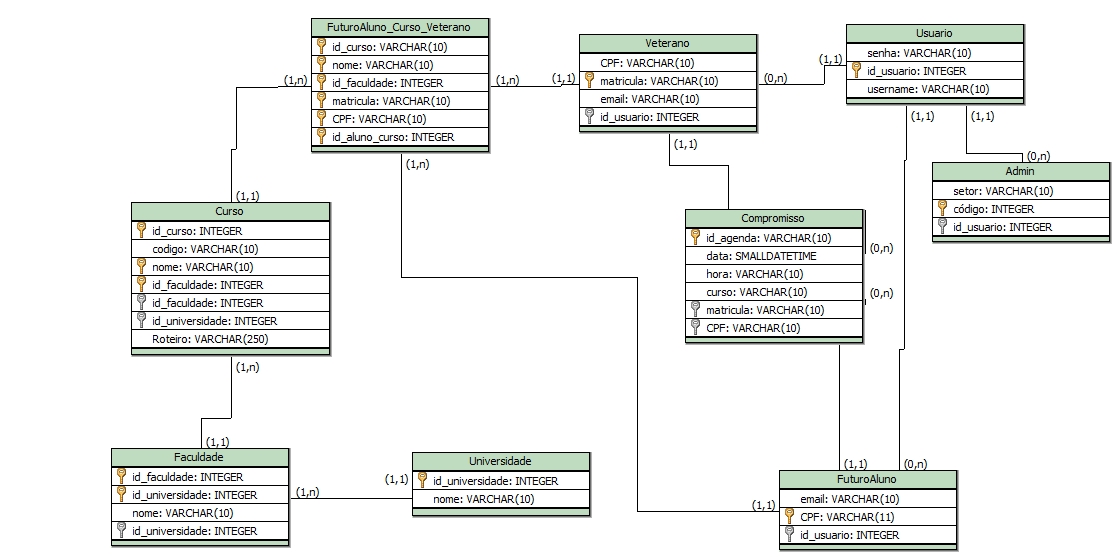 FuturoAluno_Curso_Veterano
id_curso: VARCHAR(10)
nome: VARCHAR(10)
id_faculdade: INTEGER
matricula: VARCHAR(10)
CPF: VARCHAR(10)
id_aluno_curso: INTEGER
(1,n)
(1,n)
(1,n)
Veterano
CPF: VARCHAR(10)
matricula: VARCHAR(10)
email: VARCHAR(10)
id_usuario: INTEGER
(1,1)
(0,n)
(1,1)
Usuario
senha: VARCHAR(10)
id_usuario: INTEGER
username: VARCHAR(10)
(1,1)
(1,1)
(1,1)
Admin
setor: VARCHAR(10)
código: INTEGER
id_usuario: INTEGER
(0,n)
(1,1)
Curso
id_curso: INTEGER
codigo: VARCHAR(10)
nome: VARCHAR(10)
id_faculdade: INTEGER
id_faculdade: INTEGER
id_universidade: INTEGER
Roteiro: VARCHAR(250)
(1,n)
Compromisso
id_agenda: VARCHAR(10)
data: SMALLDATETIME
hora: VARCHAR(10)
curso: VARCHAR(10)
matricula: VARCHAR(10)
CPF: VARCHAR(10)
(0,n)
(0,n)
(1,1)
Faculdade
id_faculdade: INTEGER
id_universidade: INTEGER
nome: VARCHAR(10)
id_universidade: INTEGER
(1,n)
(1,1)
Universidade
id_universidade: INTEGER
nome: VARCHAR(10)
(1,1)
(0,n)
(1,1)
FuturoAluno
email: VARCHAR(10)
CPF: VARCHAR(11)
id_usuario: INTEGER